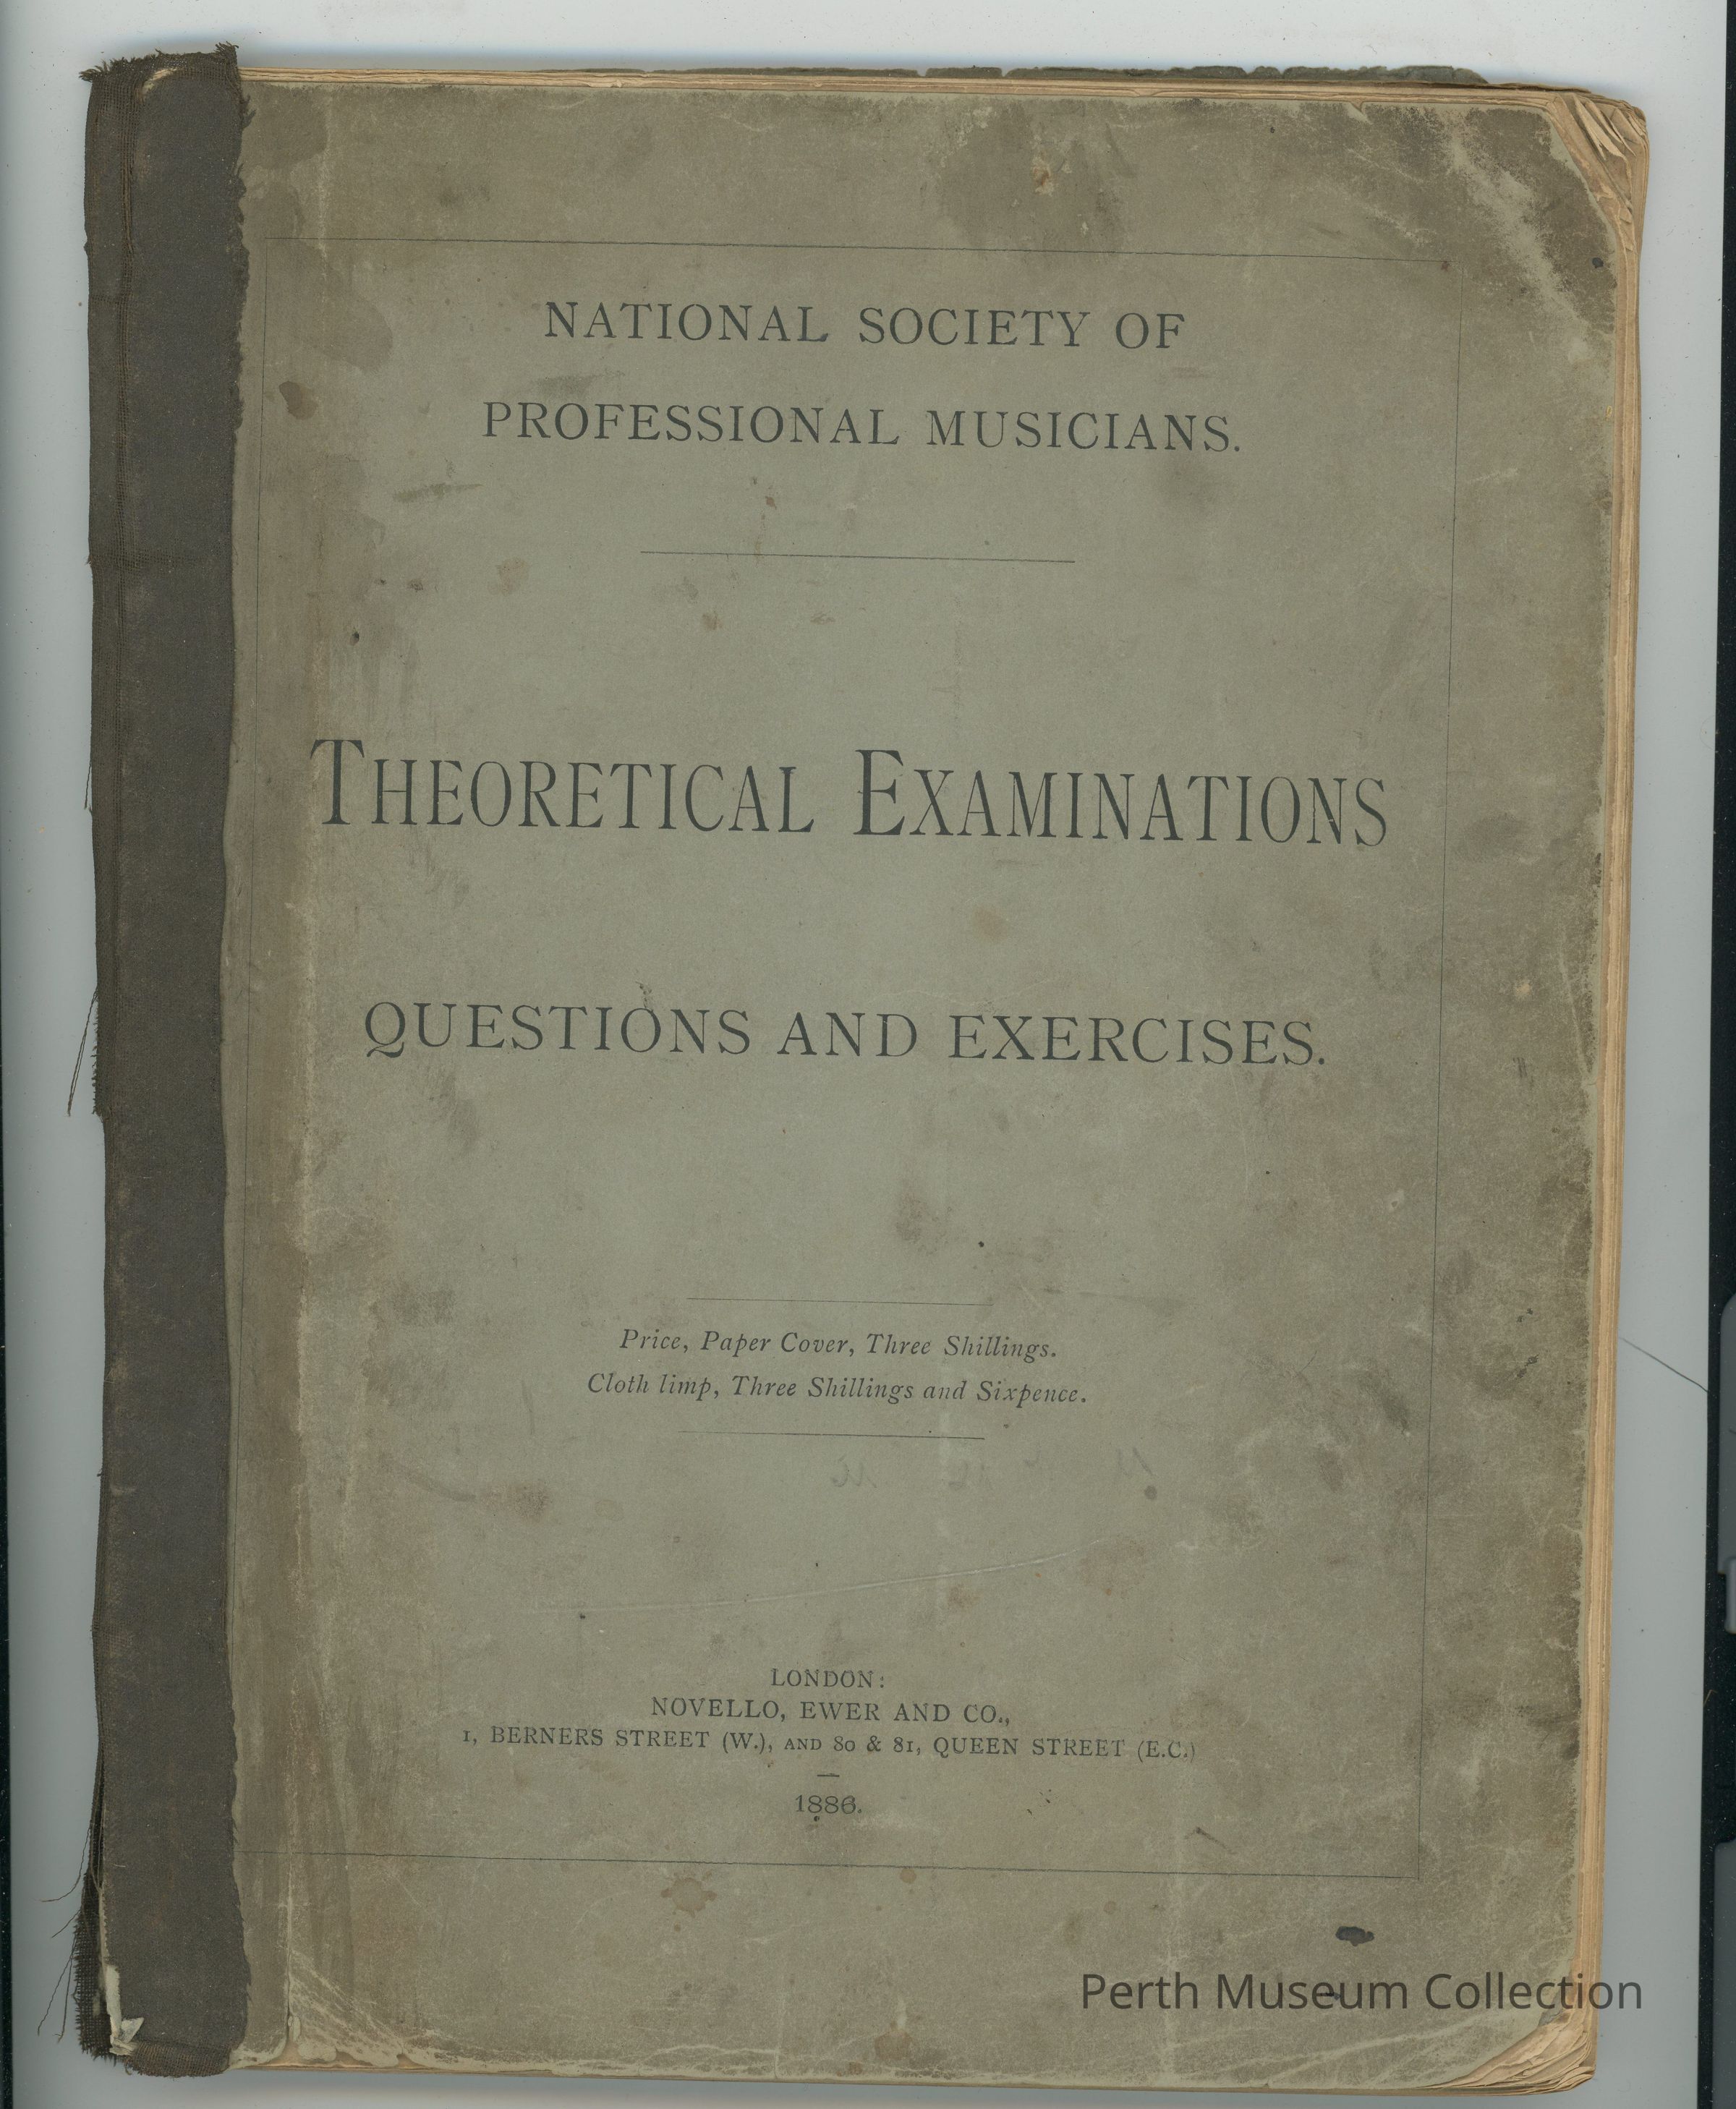 NATIONAL SOCIETY OF
PROFESSIONAL MUSICIANS.
THEORETICAL EXAMINATIONS
QUESTIONS AND EXERCISES.
Price, Paper Cover, Three Shillings.
Cloth limp, Three Shillings and Sixpence.
LONDON:
NOVELLO, EWER AND CO.,
1, BERNERS STREET (W.), AND 80 & 81, QUEEN STREET (E.C.)
1886.
Perth Museum Collection